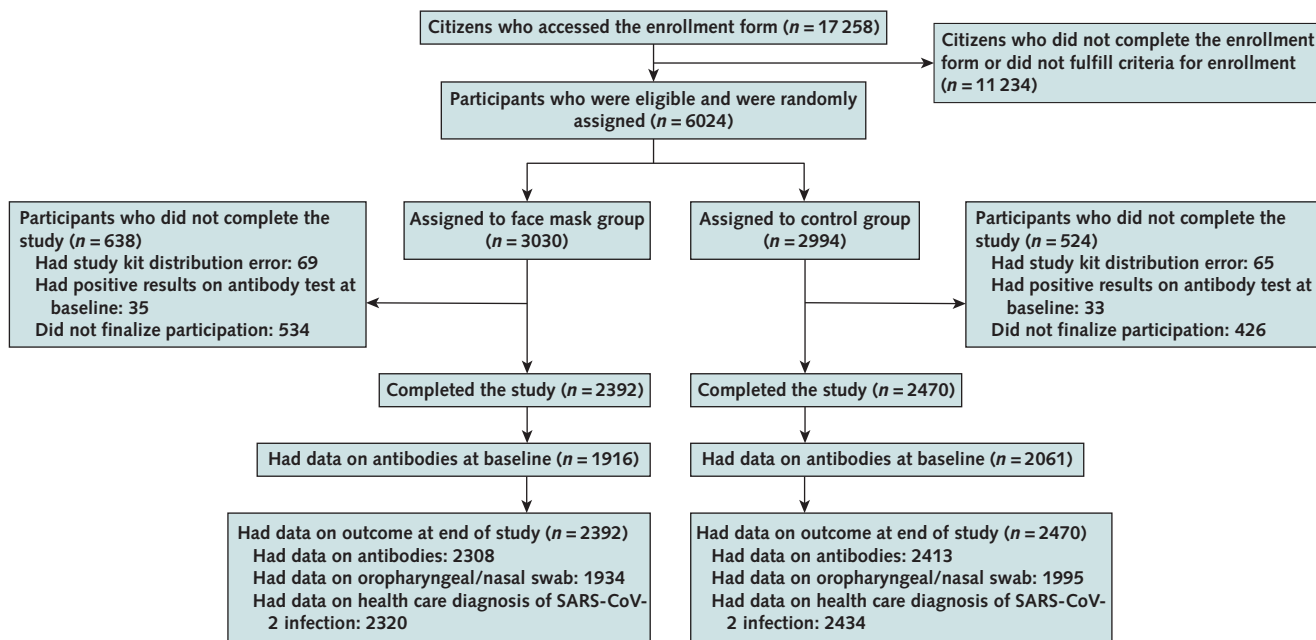 Citizens who accessed the enrollment form (n = 17 258)
Citizens who did not complete the enrollment
form or did not fulfill criteria for enrollment
(n = 11 234)
Participants who were eligible and were randomly
assigned (n = 6024)
Participants who did not complete the
study (n = 638)
Had study kit distribution error: 69
Had positive results on antibody test at
baseline: 35
Did not finalize participation: 534
Assigned to face mask group
(n = 3030)
Assigned to control group
(n = 2994)
Participants who did not complete the
study (n = 524)
Had study kit distribution error: 65
Had positive results on antibody test at
baseline: 33
Did not finalize participation: 426
Completed the study (n = 2392)
Completed the study (n = 2470)
Had data on antibodies at baseline (n = 1916)
Had data on antibodies at baseline (n = 2061)
Had data on outcome at end of study (n = 2392)
Had data on antibodies: 2308
Had data on oropharyngeal/nasal swab: 1934
Had data on health care diagnosis of SARS-CoV-
2 infection: 2320
Had data on outcome at end of study (n = 2470)
Had data on antibodies: 2413
Had data on oropharyngeal/nasal swab: 1995
Had data on health care diagnosis of SARS-CoV-
2 infection: 2434